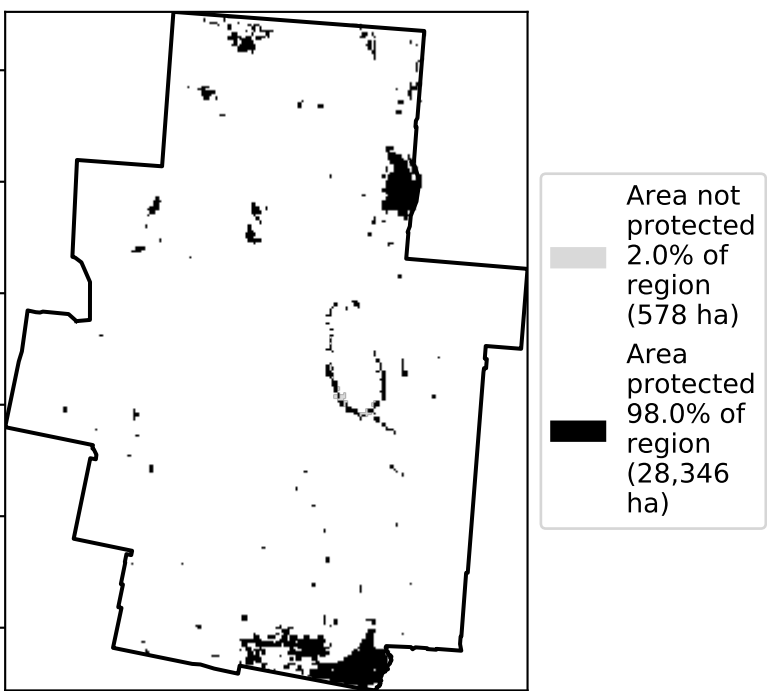 Area not
protected
2.0% of
region
(578 ha)
Area
protected
98.0% of
region
(28,346
ha)